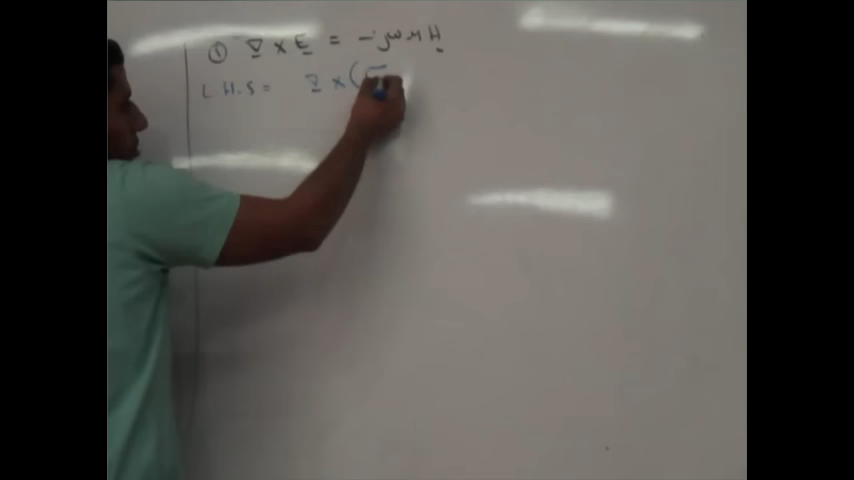 ① ∇ × E = -jωμH
L.H.S = ∇ × (E